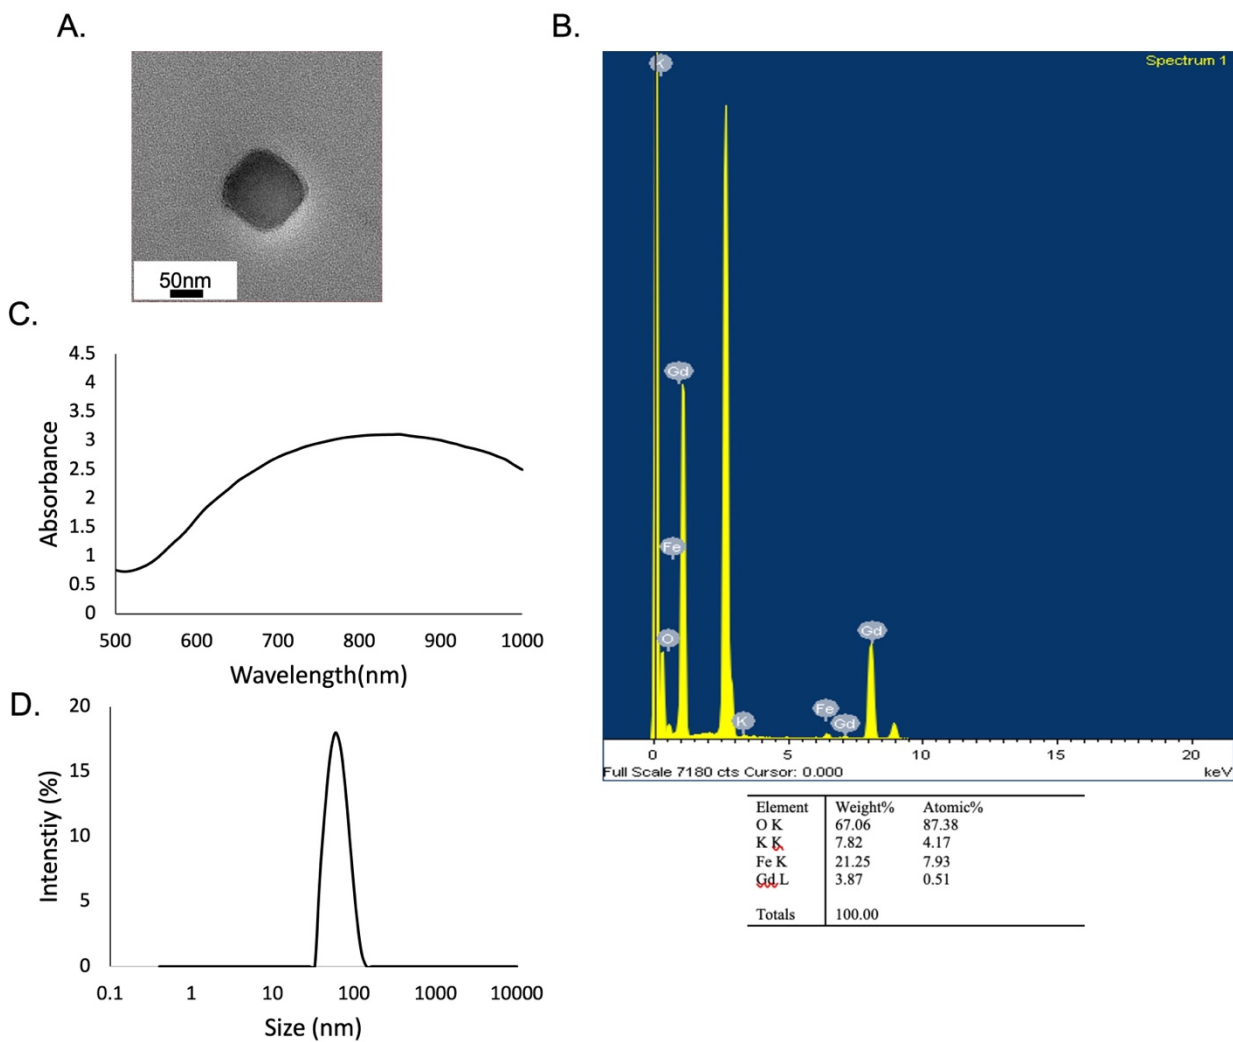 A.
50nm
B.
Spectrum 1
K
Gd
Fe
O
K
Fe
Gd
Gd
0 5 10 15 20
Full Scale 7180 cts Cursor: 0.000 keV
Element Weight% Atomic%
O K 67.06 87.38
K K 7.82 4.17
Fe K 21.25 7.93
Gd L 3.87 0.51
Totals 100.00
C.
Absorbance
4.5
4
3.5
3
2.5
2
1.5
1
0.5
0
500 600 700 800 900 1000
Wavelength(nm)
D.
Intenstiy (%)
20
15
10
5
0
0.1 1 10 100 1000 10000
Size (nm)